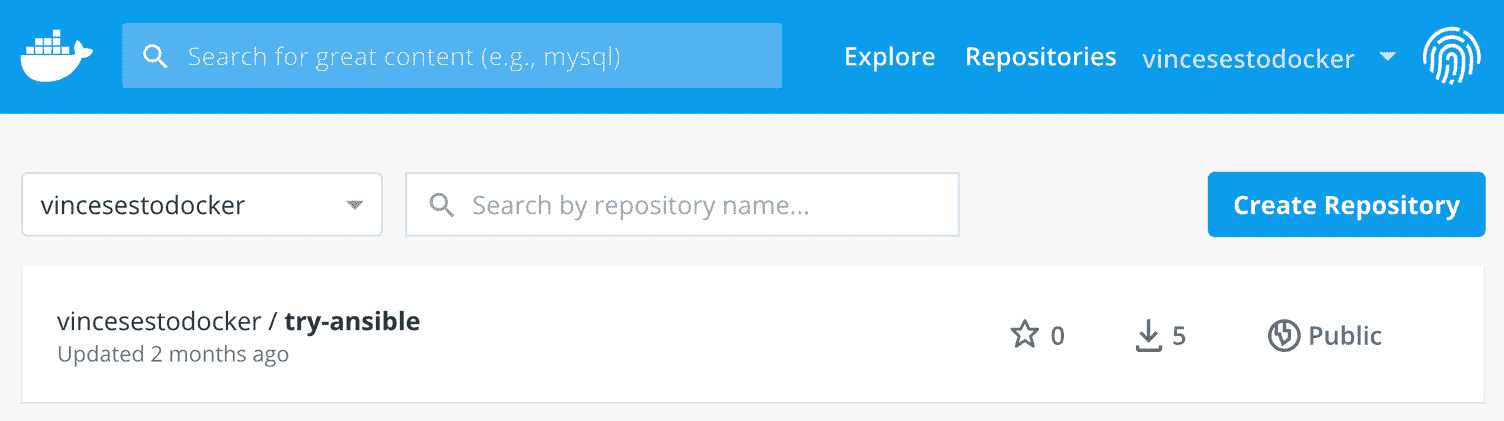 Search for great content (e.g., mysql)
Explore
Repositories
vincesestodocker
vincesestodocker
Search by repository name...
Create Repository
vincesestodocker / try-ansible
Updated 2 months ago
0
5
Public